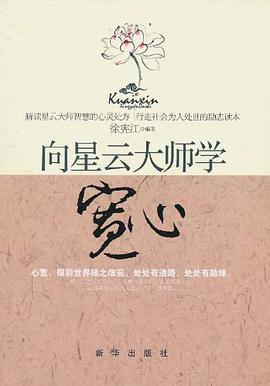 Kuanxin
XingyunDashi
解读星云大师智慧的心灵处方 | 行走社会为人处世的励志读本
徐宪江◎编著
向星云大师学
宽心
心宽，眼前世界随之敞亮，处处有通路，处处有助缘。
新华出版社